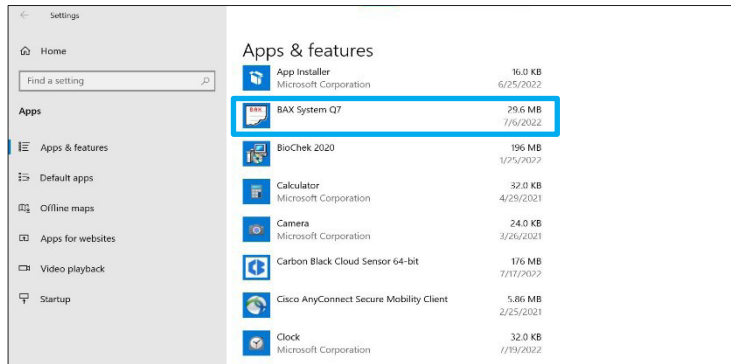 Settings
Home
Find a setting
Apps
Apps & features
Default apps
Offline maps
Apps for websites
Video playback
Startup
Apps & features
App Installer 16.0 KB
Microsoft Corporation 6/25/2022
BAX System Q7 29.6 MB
7/6/2022
BioChek 2020 196 MB
1/25/2022
Calculator 32.0 KB
Microsoft Corporation 4/29/2021
Camera 24.0 KB
Microsoft Corporation 3/26/2021
Carbon Black Cloud Sensor 64-bit 176 MB
7/17/2022
Cisco AnyConnect Secure Mobility Client 5.86 MB
2/25/2021
Clock 32.0 KB
Microsoft Corporation 7/19/2022